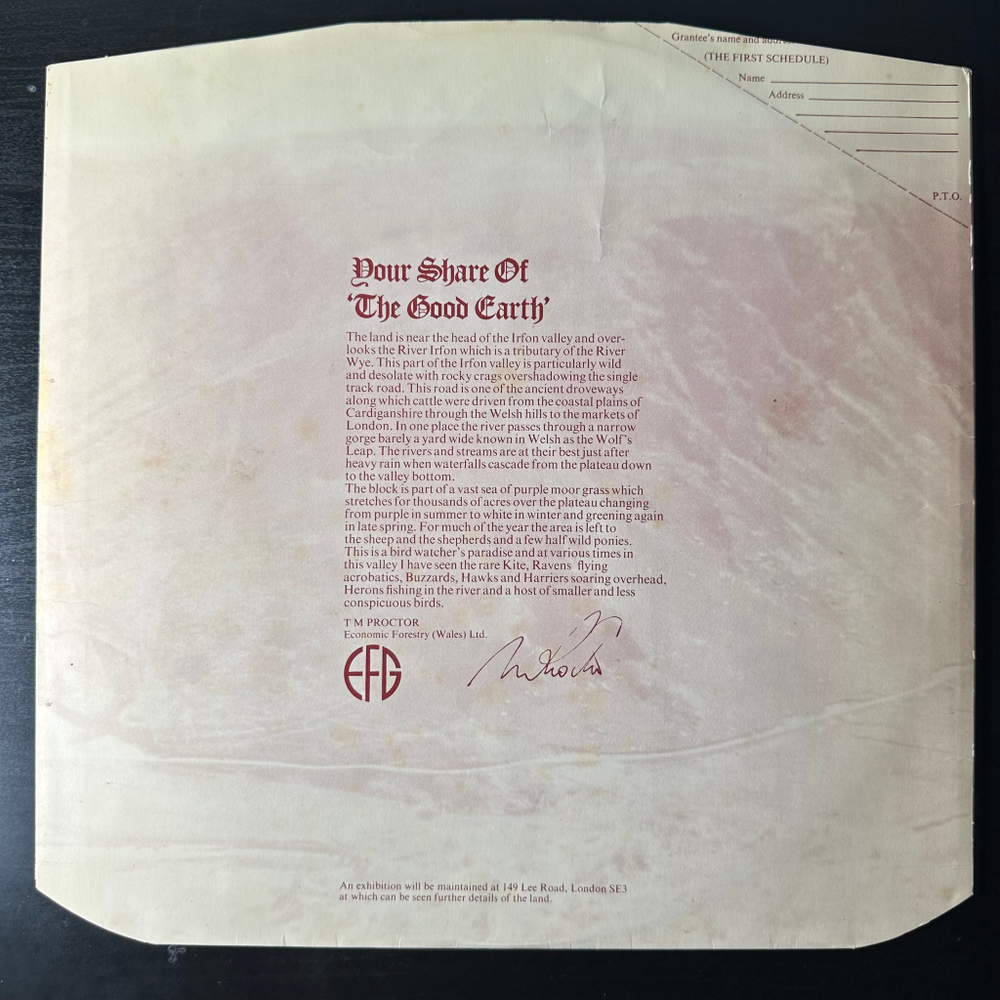 Grantee's name and
(THE FIRST SCHEDULE)
Name
Address
P.T.O.
Your Share Of
'The Good Earth'
The land is near the head of the Irfon valley and over-
looks the River Irfon which is a tributary of the River
Wye. This part of the Irfon valley is particularly wild
and desolate with rocky crags overshadowing the single
track road. This road is one of the ancient droveways
along which cattle were driven from the coastal plains of
Cardiganshire through the Welsh hills to the markets of
London. In one place the river passes through a narrow
gorge barely a yard wide known in Welsh as the Wolf's
Leap. The rivers and streams are at their best just after
heavy rain when waterfalls cascade from the plateau down
to the valley bottom.
The block is part of a vast sea of purple moor grass which
stretches for thousands of acres over the plateau changing
from purple in summer to white in winter and greening again
in late spring. For much of the year the area is left to
the sheep and the shepherds and a few half wild ponies.
This is a bird watcher's paradise and at various times in
this valley I have seen the rare Kite, Ravens flying
acrobatics, Buzzards, Hawks and Harriers soaring overhead,
Herons fishing in the river and a host of smaller and less
conspicuous birds.
T M PROCTOR
Economic Forestry (Wales) Ltd.
EFG
An exhibition will be maintained at 149 Lee Road, London SE3
at which can be seen further details of the land.